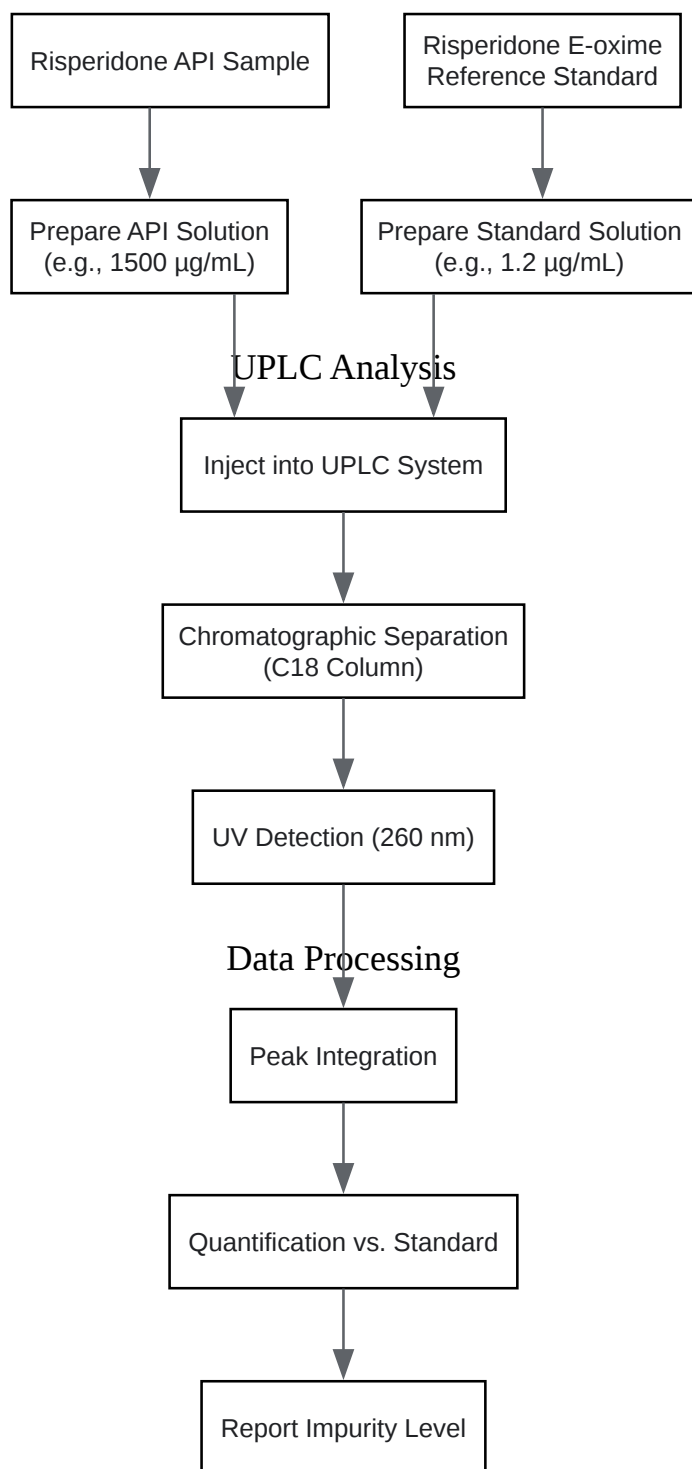 Risperidone API Sample
Risperidone E-oxime
Reference Standard
Prepare API Solution
(e.g., 1500 µg/mL)
Prepare Standard Solution
(e.g., 1.2 µg/mL)
UPLC Analysis
Inject into UPLC System
Chromatographic Separation
(C18 Column)
UV Detection (260 nm)
Data Processing
Peak Integration
Quantification vs. Standard
Report Impurity Level